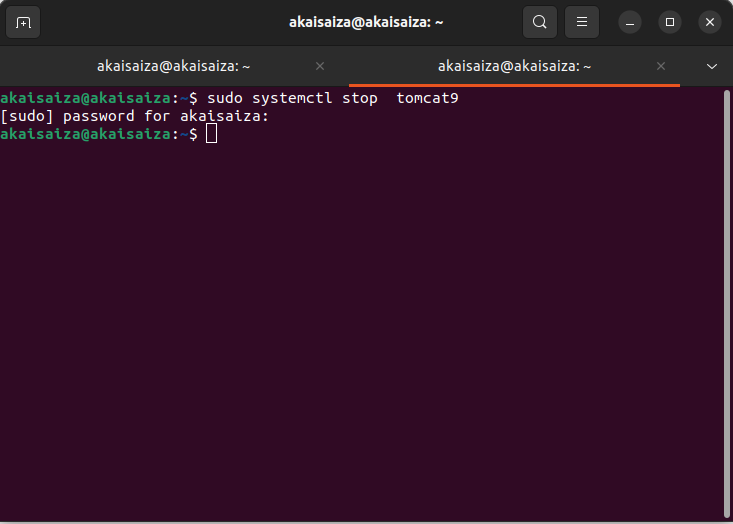 akaisaiza@akaisaiza: ~
akaisaiza@akaisaiza: ~
akaisaiza@akaisaiza: ~
akaisaiza@akaisaiza:~$ sudo systemctl stop  tomcat9
[sudo] password for akaisaiza:
akaisaiza@akaisaiza:~$